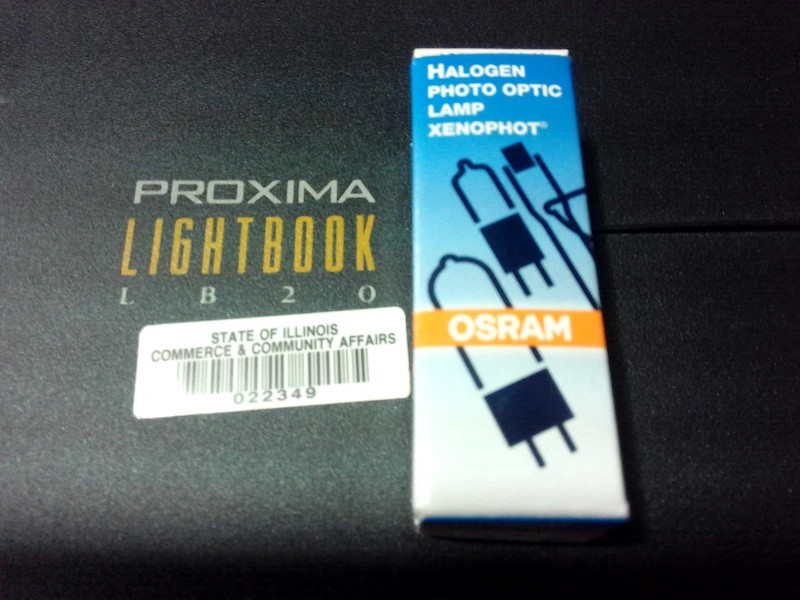 PROXIMA
LIGHTBOOK
LB20
STATE OF ILLINOIS
COMMERCE & COMMUNITY AFFAIRS
022349
HALOGEN
PHOTO OPTIC
LAMP
XENOPHOT®
OSRAM